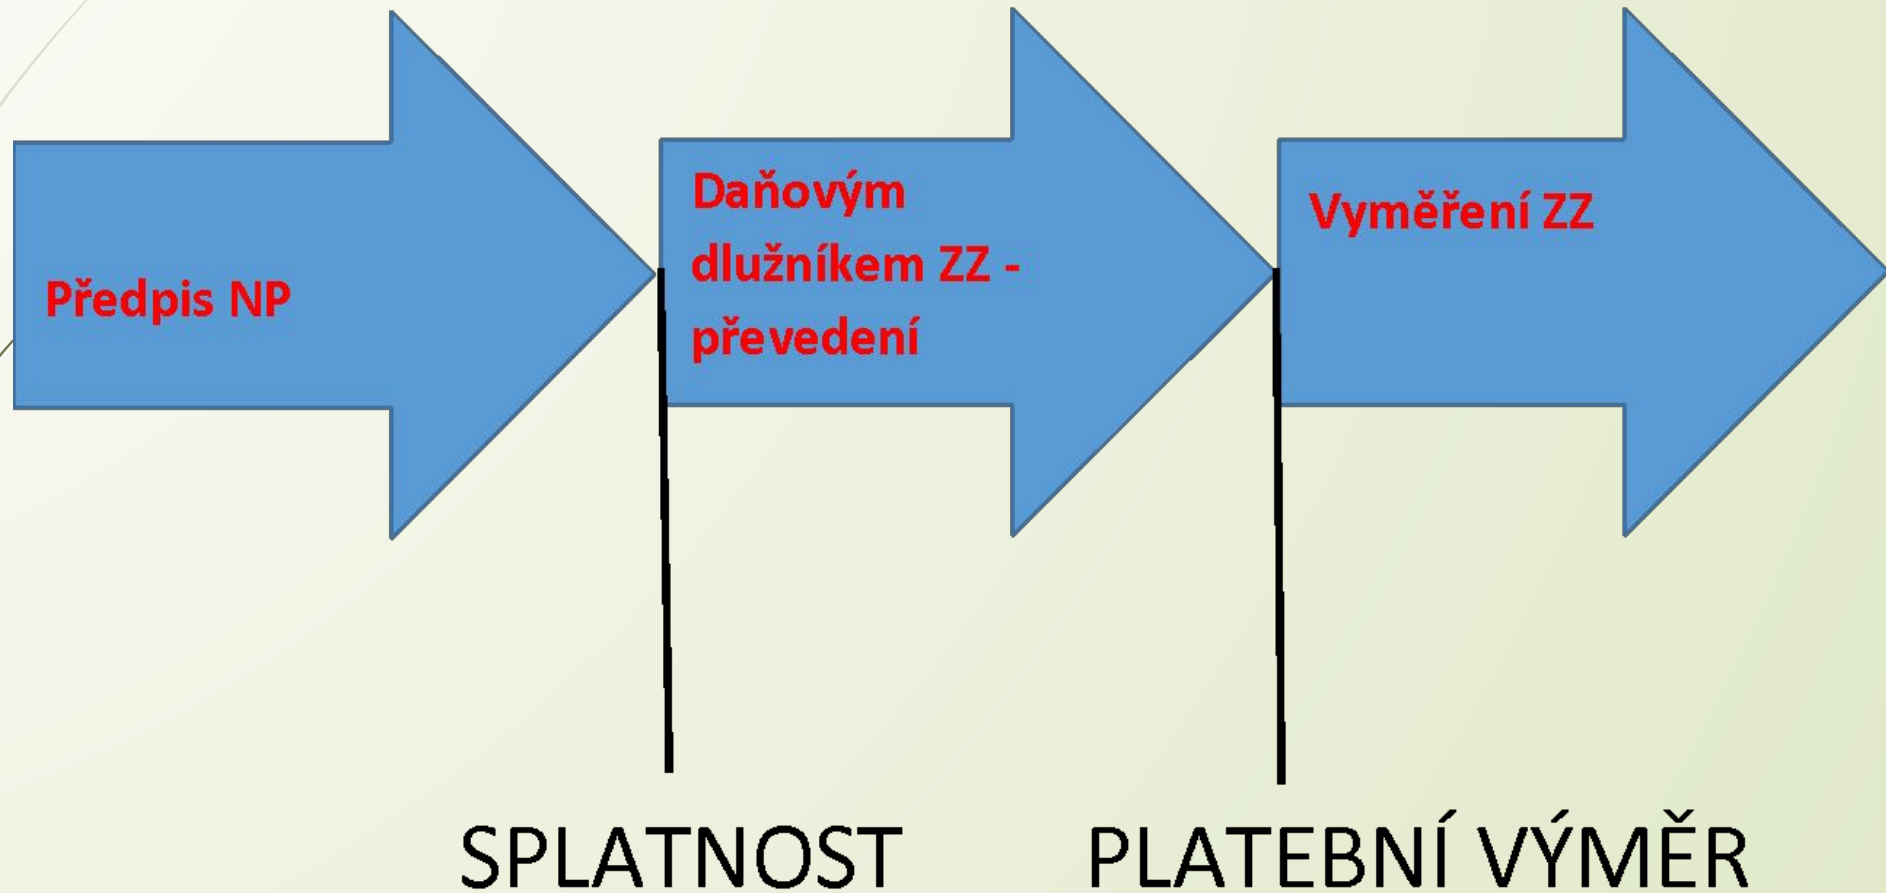 Předpis NP
Daňovým
dlužníkem ZZ -
převedení
Vyměření ZZ
SPLATNOST
PLATEBNÍ VÝMĚR